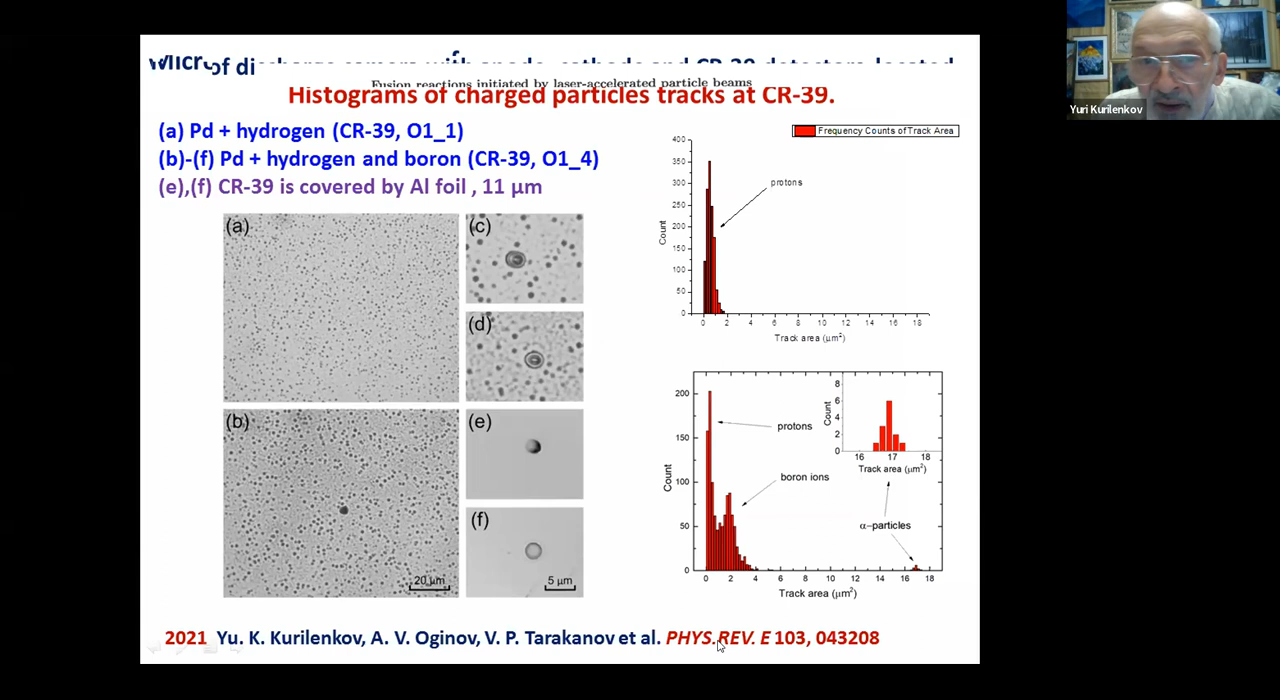 of di
Fusion reactions initiated by laser-accelerated particle beams
Histograms of charged particles tracks at CR-39.
(a) Pd + hydrogen (CR-39, O1_1)
(b)-(f) Pd + hydrogen and boron (CR-39, O1_4)
(e),(f) CR-39 is covered by Al foil , 11 µm
(a)
(b)
20 µm
(c)
(d)
(e)
(f)
5 µm
Frequency Counts of Track Area
400
350
300
250
200
150
100
50
0
Count
protons
0 2 4 6 8 10 12 14 16 18
Track area (µm²)
200
150
100
50
0
Count
protons
boron ions
α-particles
8
6
4
2
0
Count
16 17 18
Track area (µm²)
0 2 4 6 8 10 12 14 16 18
Track area (µm²)
2021 Yu. K. Kurilenkov, A. V. Oginov, V. P. Tarakanov et al. PHYS.REV. E 103, 043208
Yuri Kurilenkov